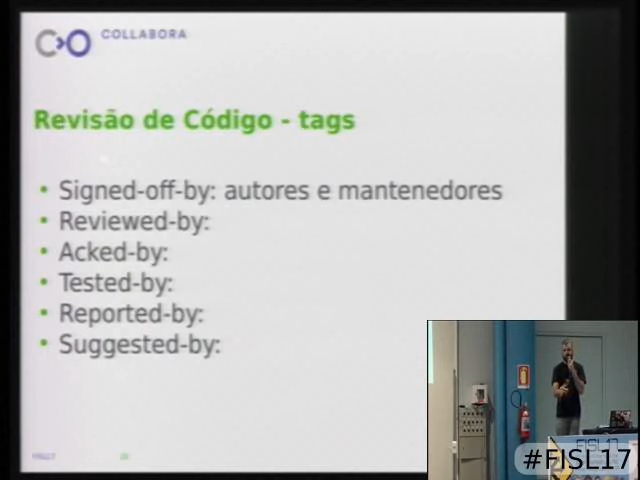 COLLABORA
Revisão de Código - tags
• Signed-off-by: autores e mantenedores
• Reviewed-by:
• Acked-by:
• Tested-by:
• Reported-by:
• Suggested-by:
FISL17
#FISL17